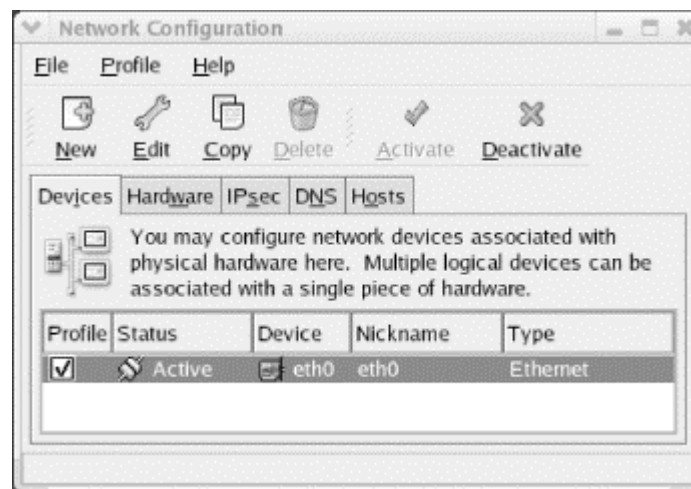 Network Configuration
File Profile Help
New Edit Copy Delete Activate Deactivate
Devices Hardware IPsec DNS Hosts
You may configure network devices associated with
physical hardware here. Multiple logical devices can be
associated with a single piece of hardware.
Profile Status Device Nickname Type
Active eth0 eth0 Ethernet